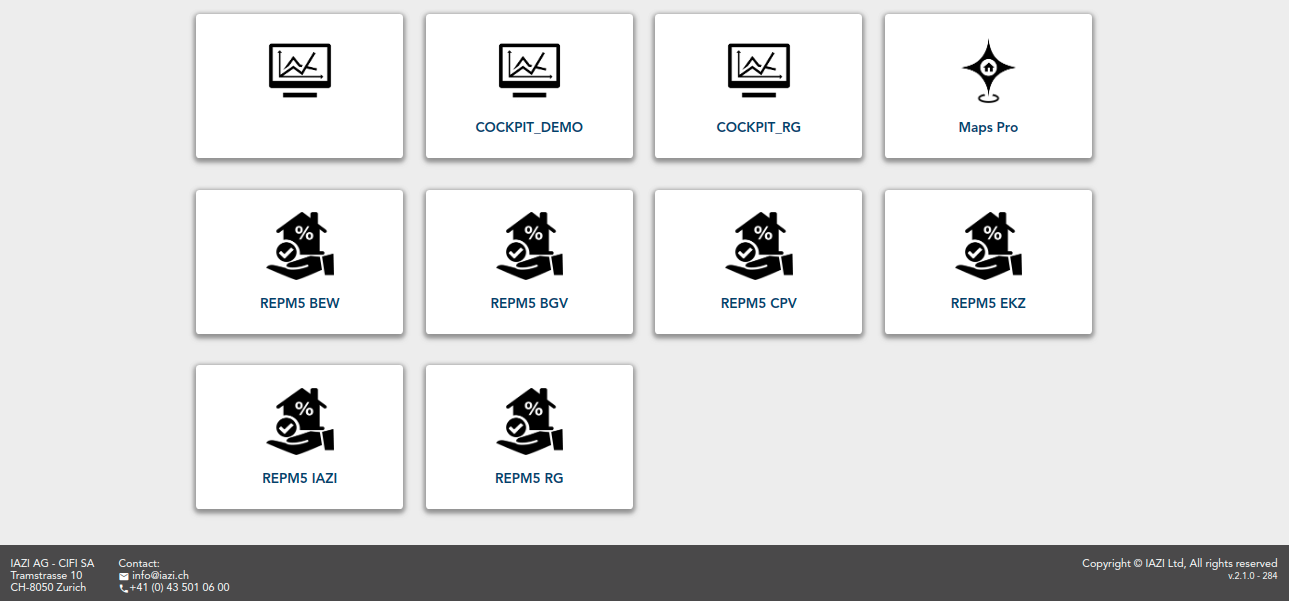 COCKPIT_DEMO
COCKPIT_RG
Maps Pro
%
%
%
%
REPM5 BEW
REPM5 BGV
REPM5 CPV
REPM5 EKZ
%
%
REPM5 IAZI
REPM5 RG
IAZI AG - CIFI SA
Tramstrasse 10
CH-8050 Zurich
Contact:
info@iazi.ch
+41 (0) 43 501 06 00
Copyright © IAZI Ltd, All rights reserved
v.2.1.0 - 284